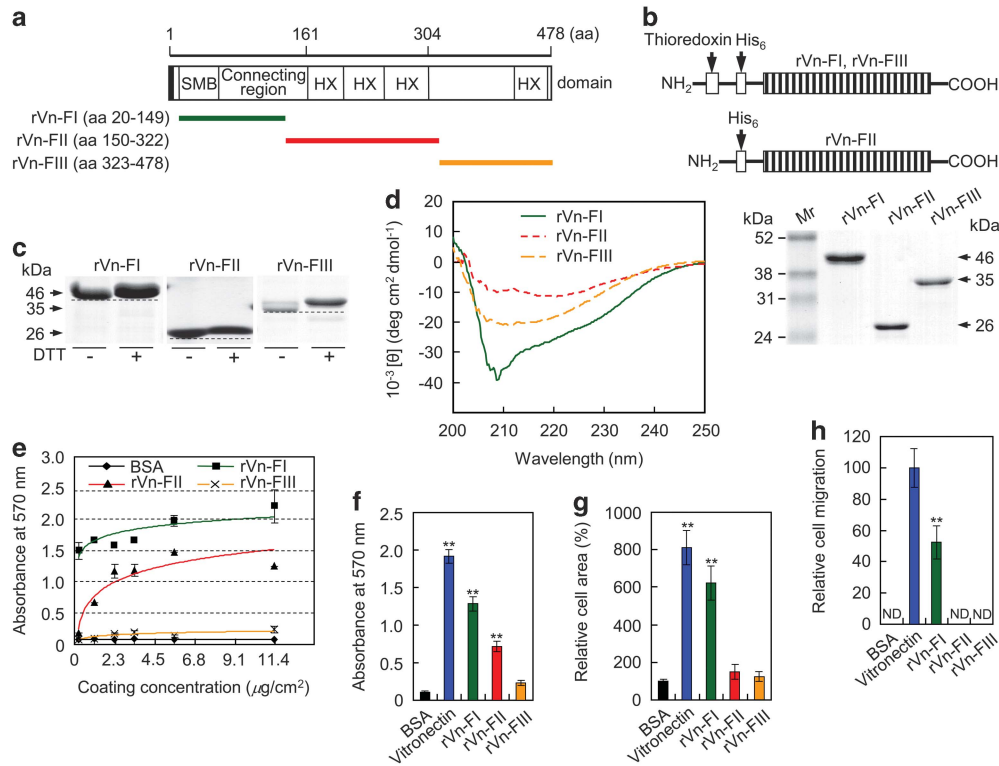 a
1 161 304 478 (aa)
SMB Connecting region HX HX HX HX domain
rVn-FI (aa 20-149)
rVn-FII (aa 150-322)
rVn-FIII (aa 323-478)
b
Thioredoxin His6
rVn-FI, rVn-FIII
NH2 COOH
His6
rVn-FII
NH2 COOH
kDa Mr rVn-FI rVn-FII rVn-FIII kDa
52
38
31
24
46
35
26
c
kDa rVn-FI rVn-FII rVn-FIII
46
35
26
DTT - + - + - +
d
20
10
0
-10
-20
-30
-40
10-3 [θ] (deg cm2 dmol-1)
rVn-FI
rVn-FII
rVn-FIII
200 210 220 230 240 250
Wavelength (nm)
e
3.0
2.5
2.0
1.5
1.0
0.5
0
Absorbance at 570 nm
BSA rVn-FI
rVn-FII rVn-FIII
0 2.3 4.5 6.8 9.1 11.4
Coating concentration (μg/cm2)
f
2.5
2.0
1.5
1.0
0.5
0
Absorbance at 570 nm
** ** **
BSA Vitronectin rVn-FI rVn-FII rVn-FIII
g
1000
800
600
400
200
0
Relative cell area (%)
** **
BSA Vitronectin rVn-FI rVn-FII rVn-FIII
h
120
100
80
60
40
20
0
Relative cell migration
ND ** ND ND
BSA Vitronectin rVn-FI rVn-FII rVn-FIII